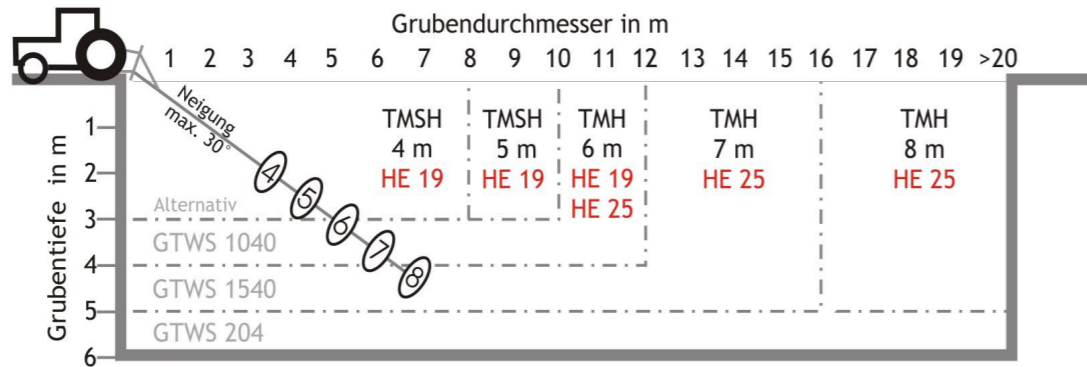 Grubendurchmesser in m
1 2 3 4 5 6 7 8 9 10 11 12 13 14 15 16 17 18 19 >20
Grubentiefe in m
1
2
3
4
5
6
Neigung
max. 30°
4
5
6
7
8
TMSH
4 m
HE 19
TMSH
5 m
HE 19
TMH
6 m
HE 19
HE 25
TMH
7 m
HE 25
TMH
8 m
HE 25
Alternativ
GTWS 1040
GTWS 1540
GTWS 204